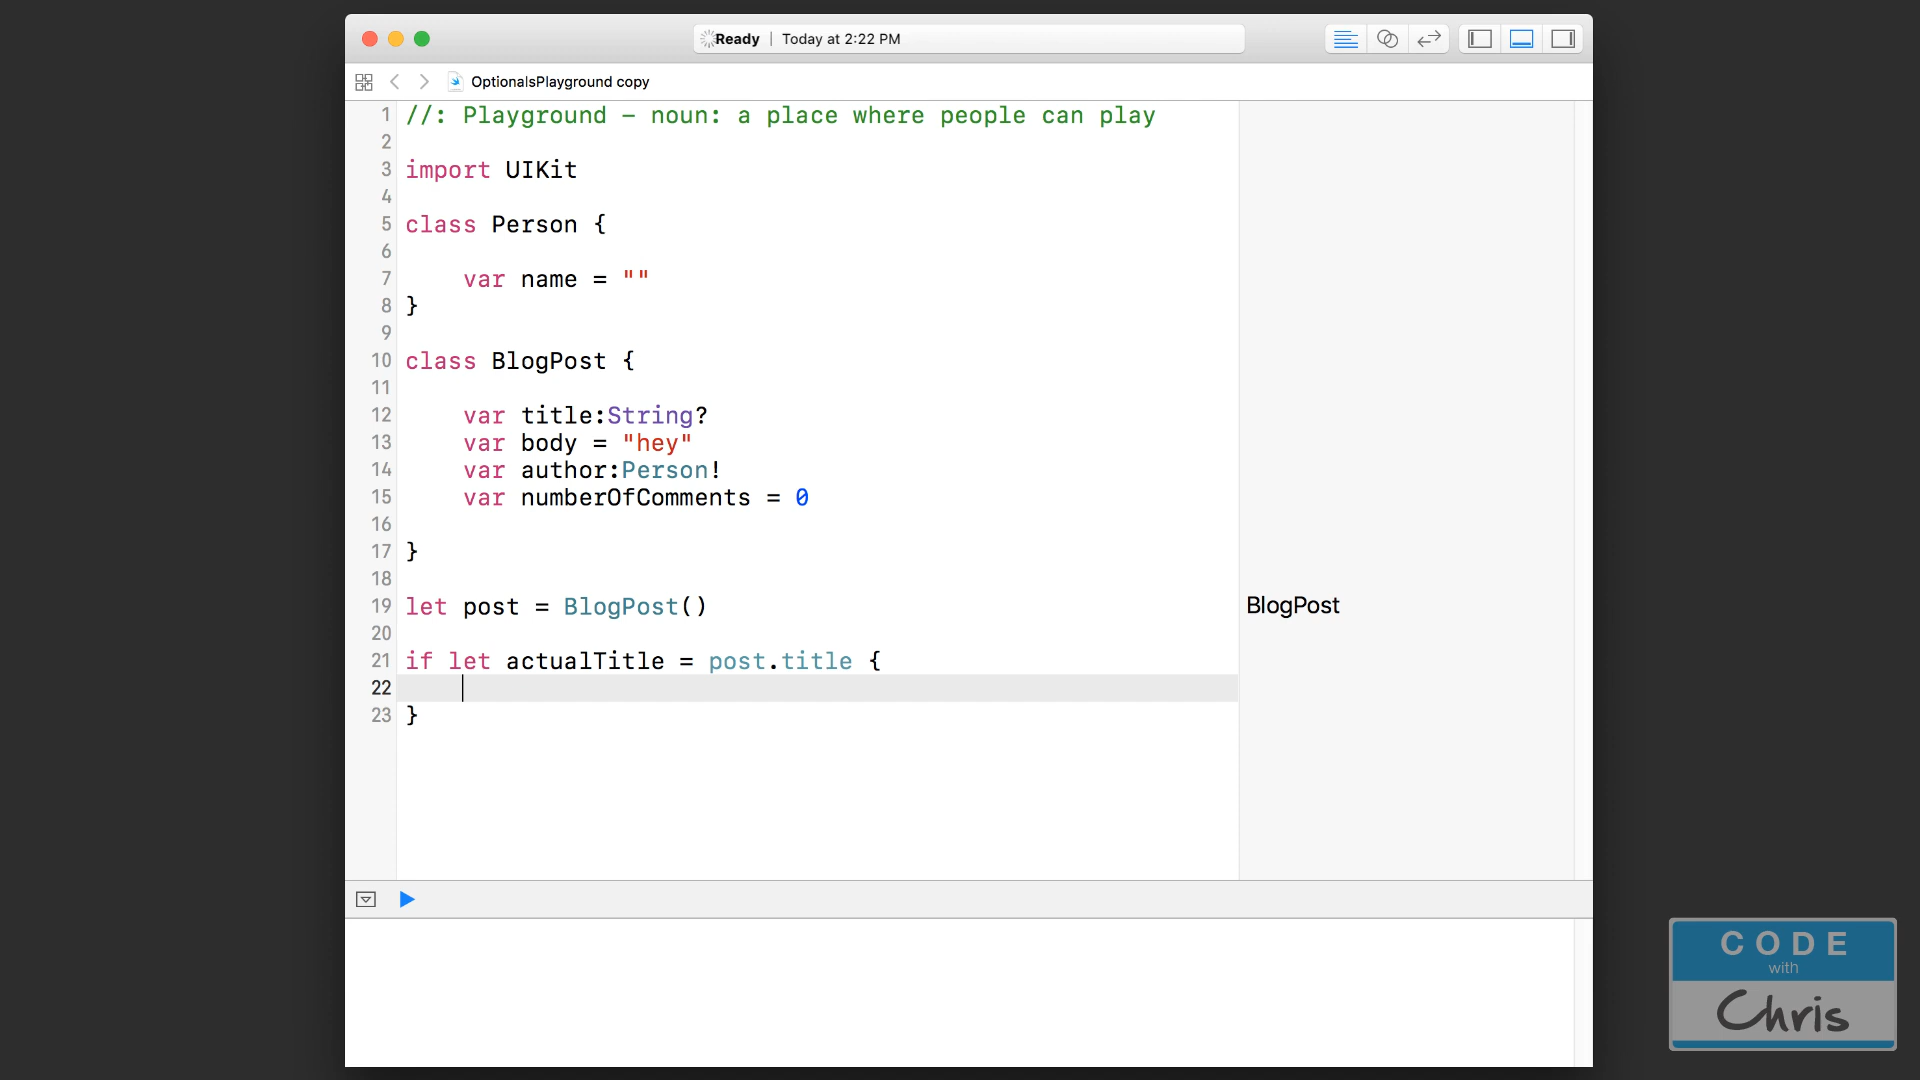 Ready | Today at 2:22 PM
OptionalsPlayground copy
1 //: Playground – noun: a place where people can play
2
3 import UIKit
4
5 class Person {
6
7 var name = ""
8 }
9
10 class BlogPost {
11
12 var title:String?
13 var body = "hey"
14 var author:Person!
15 var numberOfComments = 0
16
17 }
18
19 let post = BlogPost()
BlogPost
20
21 if let actualTitle = post.title {
22
23 }
CODE
with
Chris